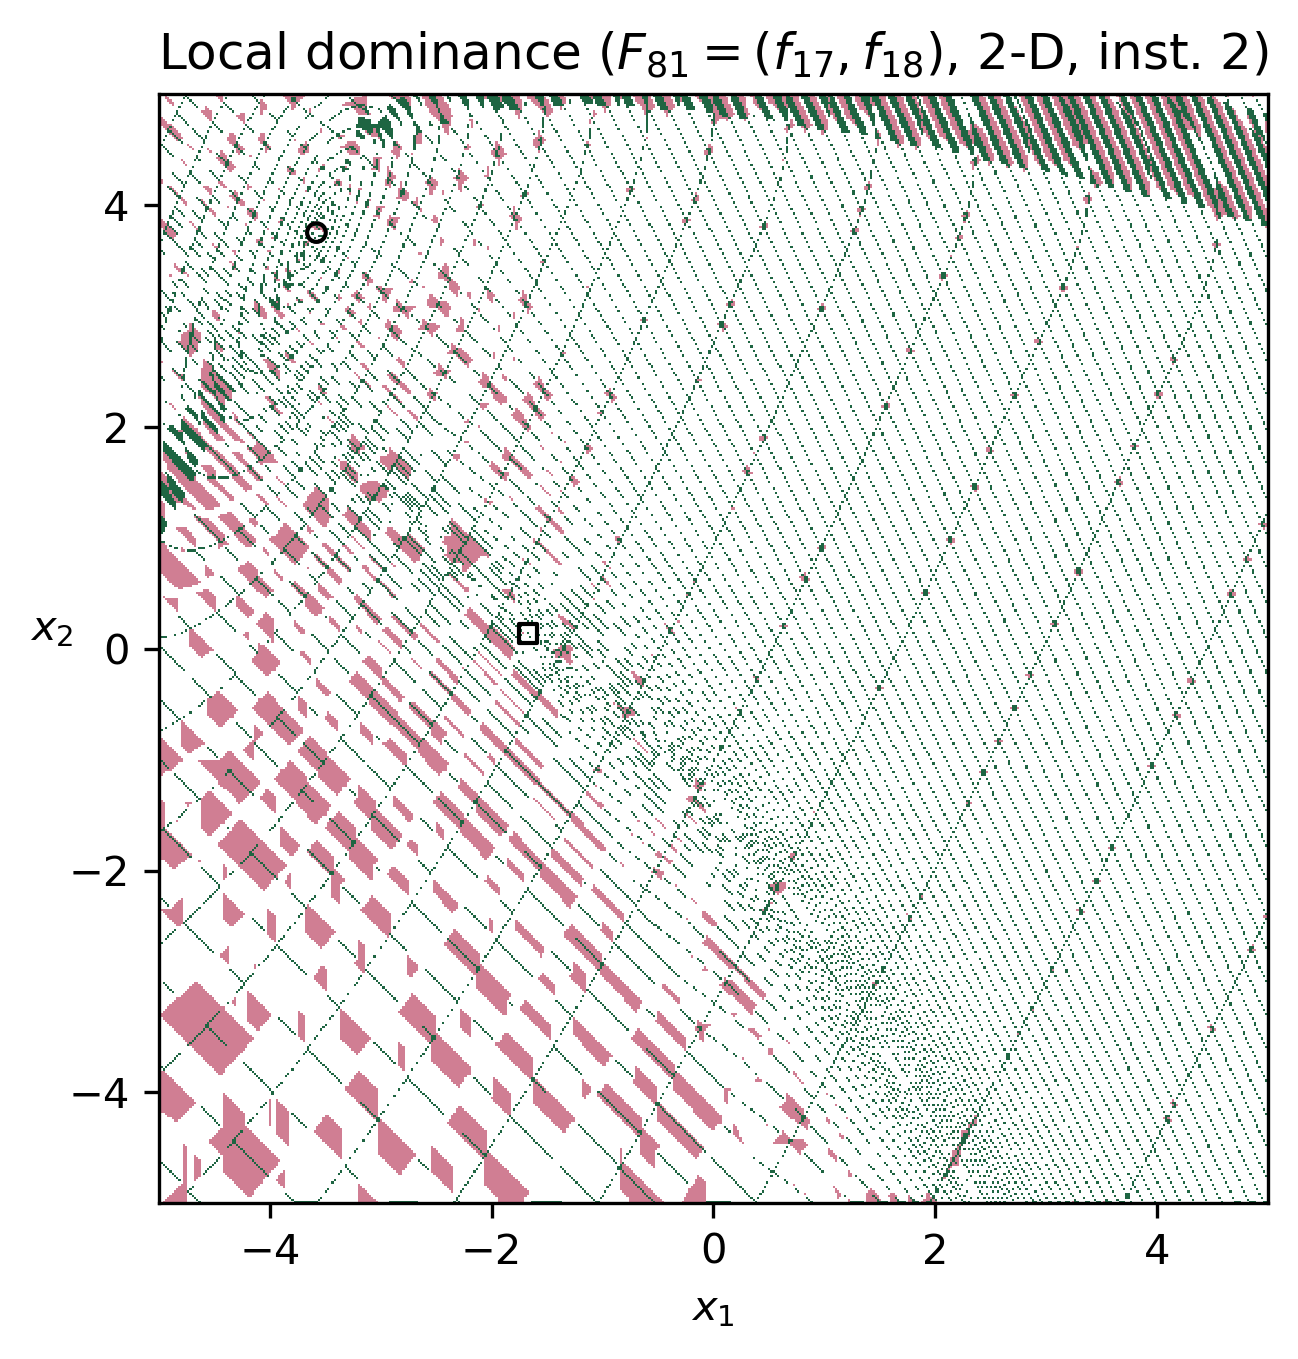 Local dominance (F₈₁ = (f₁₇, f₁₈), 2-D, inst. 2)
4
2
x₂
0
−2
−4
−4 −2 0 2 4
x₁